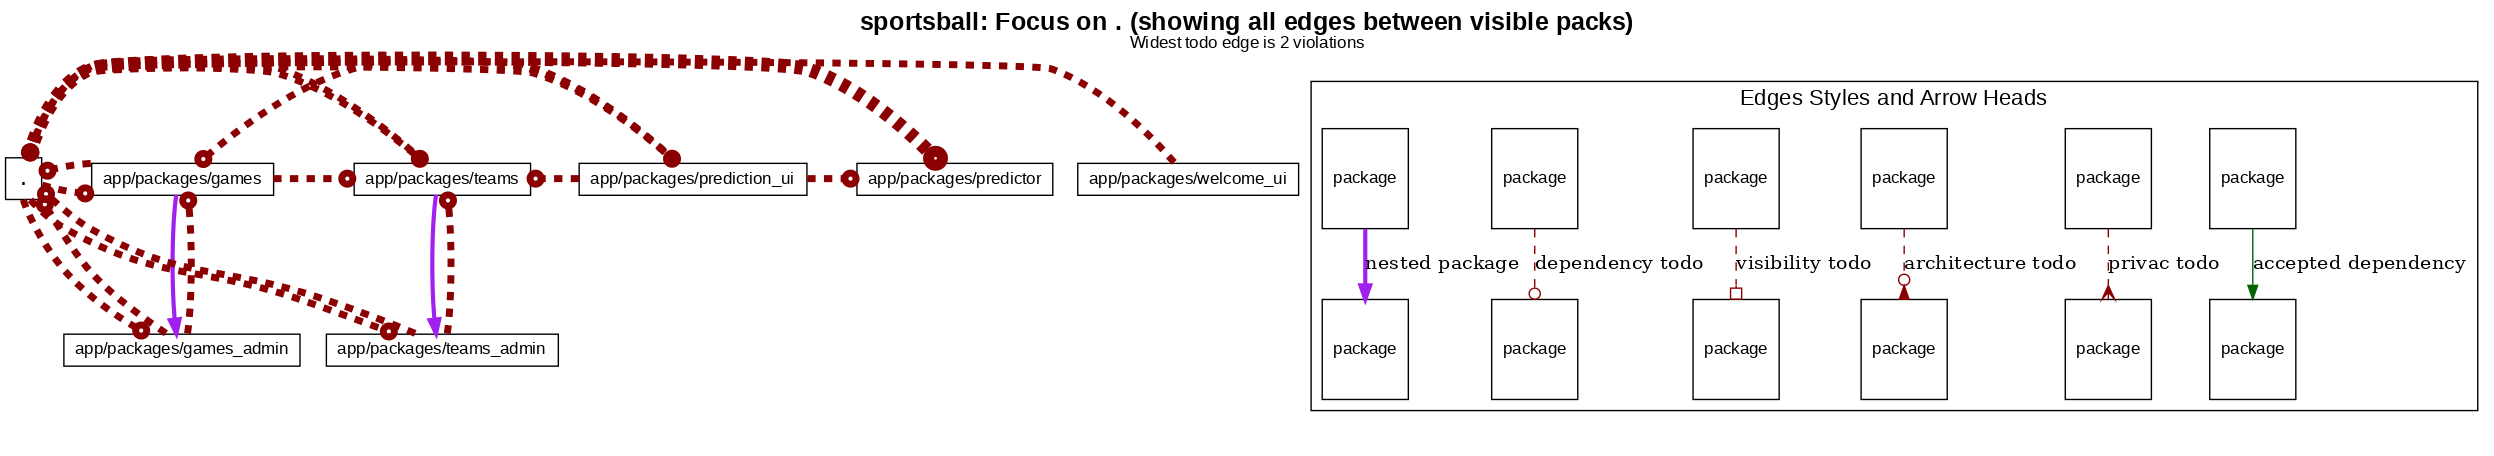 sportsball: Focus on . (showing all edges between visible packs)
Widest todo edge is 2 violations
Edges Styles and Arrow Heads
.
app/packages/games
app/packages/teams
app/packages/prediction_ui
app/packages/predictor
app/packages/welcome_ui
package
package
package
package
package
package
nested package
dependency todo
visibility todo
architecture todo
privac todo
accepted dependency
app/packages/games_admin
app/packages/teams_admin
package
package
package
package
package
package